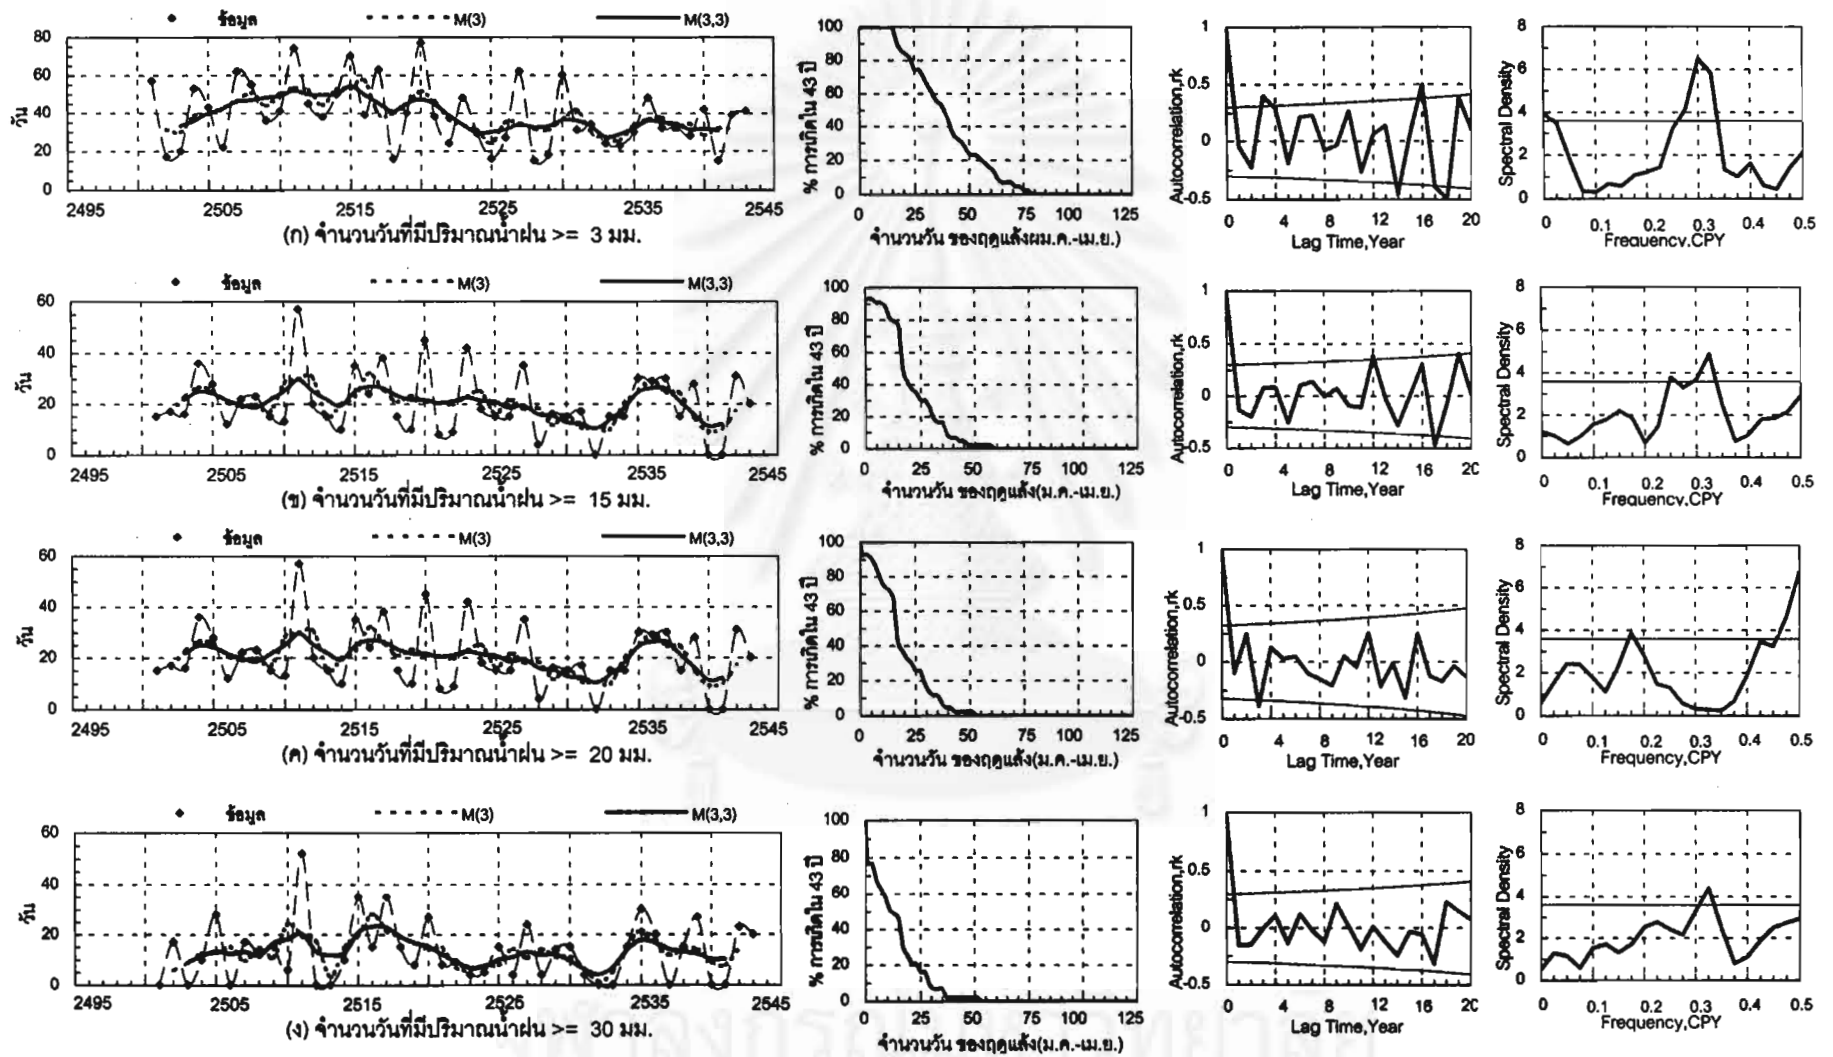 ข้อมูล M(3) M(3,3)
วัน
80
60
40
20
0
2495 2505 2515 2525 2535 2545
(ก) จำนวนวันที่มีปริมาณน้ำฝน >= 3 มม.
% การเกิดใน 43 ปี
100
80
60
40
20
0
0 25 50 75 100 125
จำนวนวัน ของฤดูแล้งผม.ค.-เม.ย.)
Autocorrelation,rk
1
0.5
0
-0.5
0 4 8 12 16 20
Lag Time,Year
Spectral Density
8
6
4
2
0
0 0.1 0.2 0.3 0.4 0.5
Frequency,CPY
ข้อมูล M(3) M(3,3)
วัน
60
40
20
0
2495 2505 2515 2525 2535 2545
(ข) จำนวนวันที่มีปริมาณน้ำฝน >= 15 มม.
% การเกิดใน 43 ปี
100
80
60
40
20
0
0 25 50 75 100 125
จำนวนวัน ของฤดูแล้ง(ม.ค.-เม.ย.)
Autocorrelation,rk
1
0.5
0
-0.5
0 4 8 12 16 20
Lag Time,Year
Spectral Density
8
6
4
2
0
0 0.1 0.2 0.3 0.4 0.5
Frequency,CPY
ข้อมูล M(3) M(3,3)
วัน
60
40
20
0
2495 2505 2515 2525 2535 2545
(ค) จำนวนวันที่มีปริมาณน้ำฝน >= 20 มม.
% การเกิดใน 43 ปี
100
80
60
40
20
0
0 25 50 75 100 125
จำนวนวัน ของฤดูแล้ง(ม.ค.-เม.ย.)
Autocorrelation,rk
1
0.5
0
-0.5
0 4 8 12 16 20
Lag Time,Year
Spectral Density
8
6
4
2
0
0 0.1 0.2 0.3 0.4 0.5
Frequency,CPY
ข้อมูล M(3) M(3,3)
วัน
60
40
20
0
2495 2505 2515 2525 2535 2545
(ง) จำนวนวันที่มีปริมาณน้ำฝน >= 30 มม.
% การเกิดใน 43 ปี
100
80
60
40
20
0
0 25 50 75 100 125
จำนวนวัน ของฤดูแล้ง(ม.ค.-เม.ย.)
Autocorrelation,rk
1
0.5
0
-0.5
0 4 8 12 16 20
Lag Time,Year
Spectral Density
8
6
4
2
0
0 0.1 0.2 0.3 0.4 0.5
Frequency,CPY